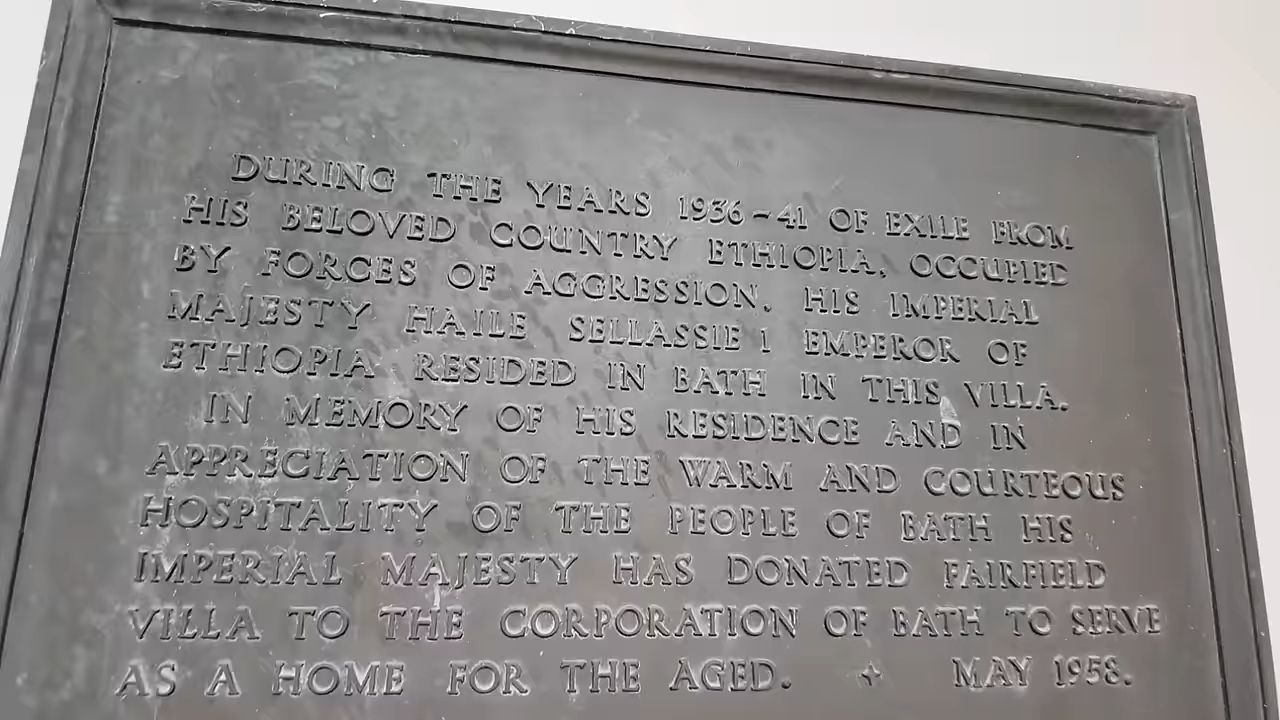 DURING THE YEARS 1936-41 OF EXILE FROM
HIS BELOVED COUNTRY ETHIOPIA, OCCUPIED
BY FORCES OF AGGRESSION, HIS IMPERIAL
MAJESTY HAILE SELLASSIE I EMPEROR OF
ETHIOPIA RESIDED IN BATH IN THIS VILLA.
IN MEMORY OF HIS RESIDENCE AND IN
APPRECIATION OF THE WARM AND COURTEOUS
HOSPITALITY OF THE PEOPLE OF BATH HIS
IMPERIAL MAJESTY HAS DONATED FAIRFIELD
VILLA TO THE CORPORATION OF BATH TO SERVE
AS A HOME FOR THE AGED. MAY 1958.